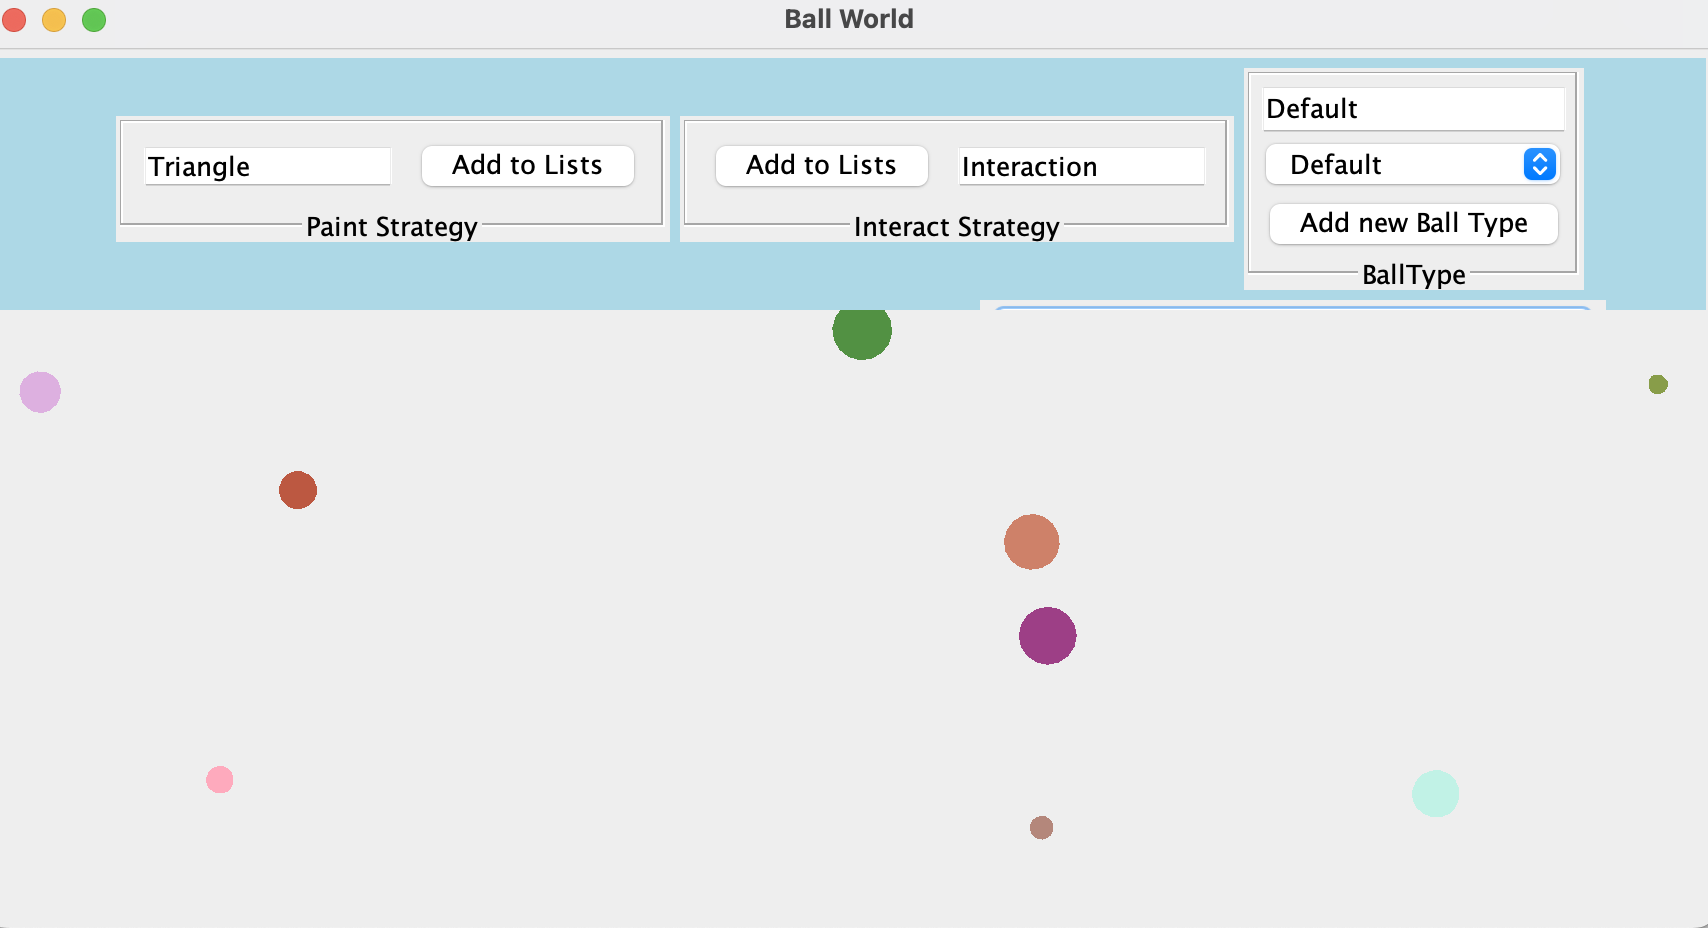 Ball World
Triangle
Add to Lists
Paint Strategy
Add to Lists
Interaction
Interact Strategy
Default
Default
Add new Ball Type
BallType